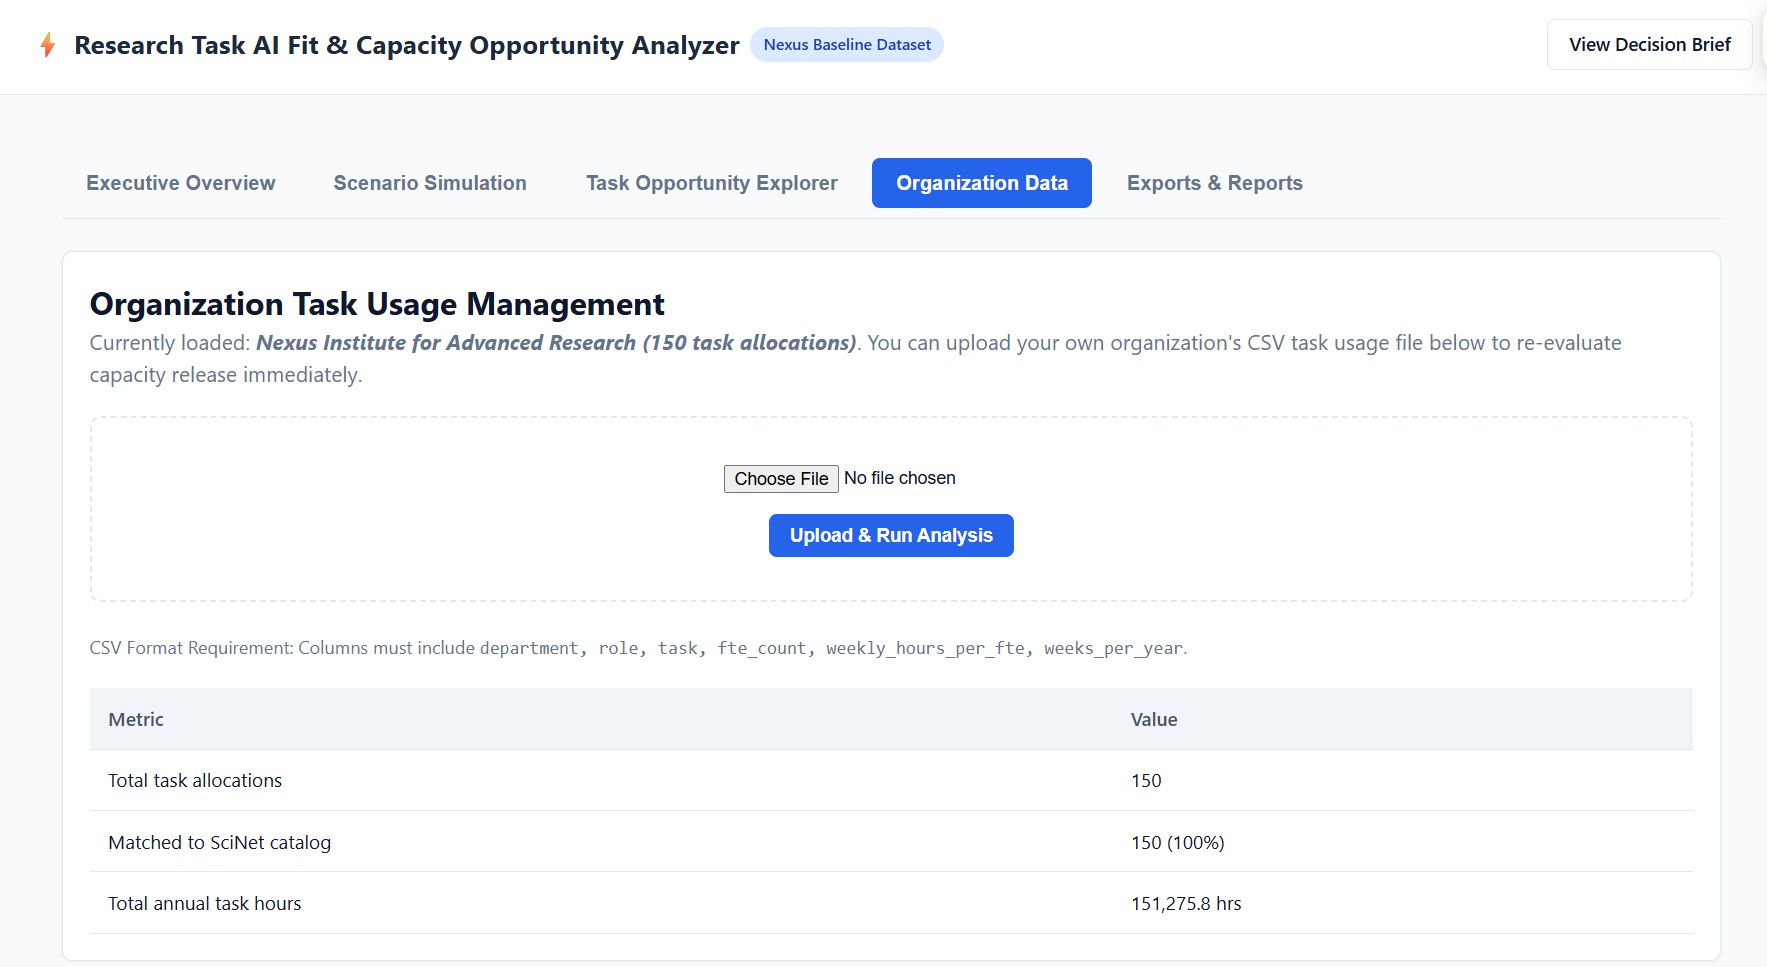 Research Task AI Fit & Capacity Opportunity Analyzer
Nexus Baseline Dataset
View Decision Brief
Executive Overview
Scenario Simulation
Task Opportunity Explorer
Organization Data
Exports & Reports
Organization Task Usage Management
Currently loaded: Nexus Institute for Advanced Research (150 task allocations). You can upload your own organization's CSV task usage file below to re-evaluate
capacity release immediately.
Choose File No file chosen
Upload & Run Analysis
CSV Format Requirement: Columns must include department, role, task, fte_count, weekly_hours_per_fte, weeks_per_year.
Metric Value
Total task allocations 150
Matched to SciNet catalog 150 (100%)
Total annual task hours 151,275.8 hrs